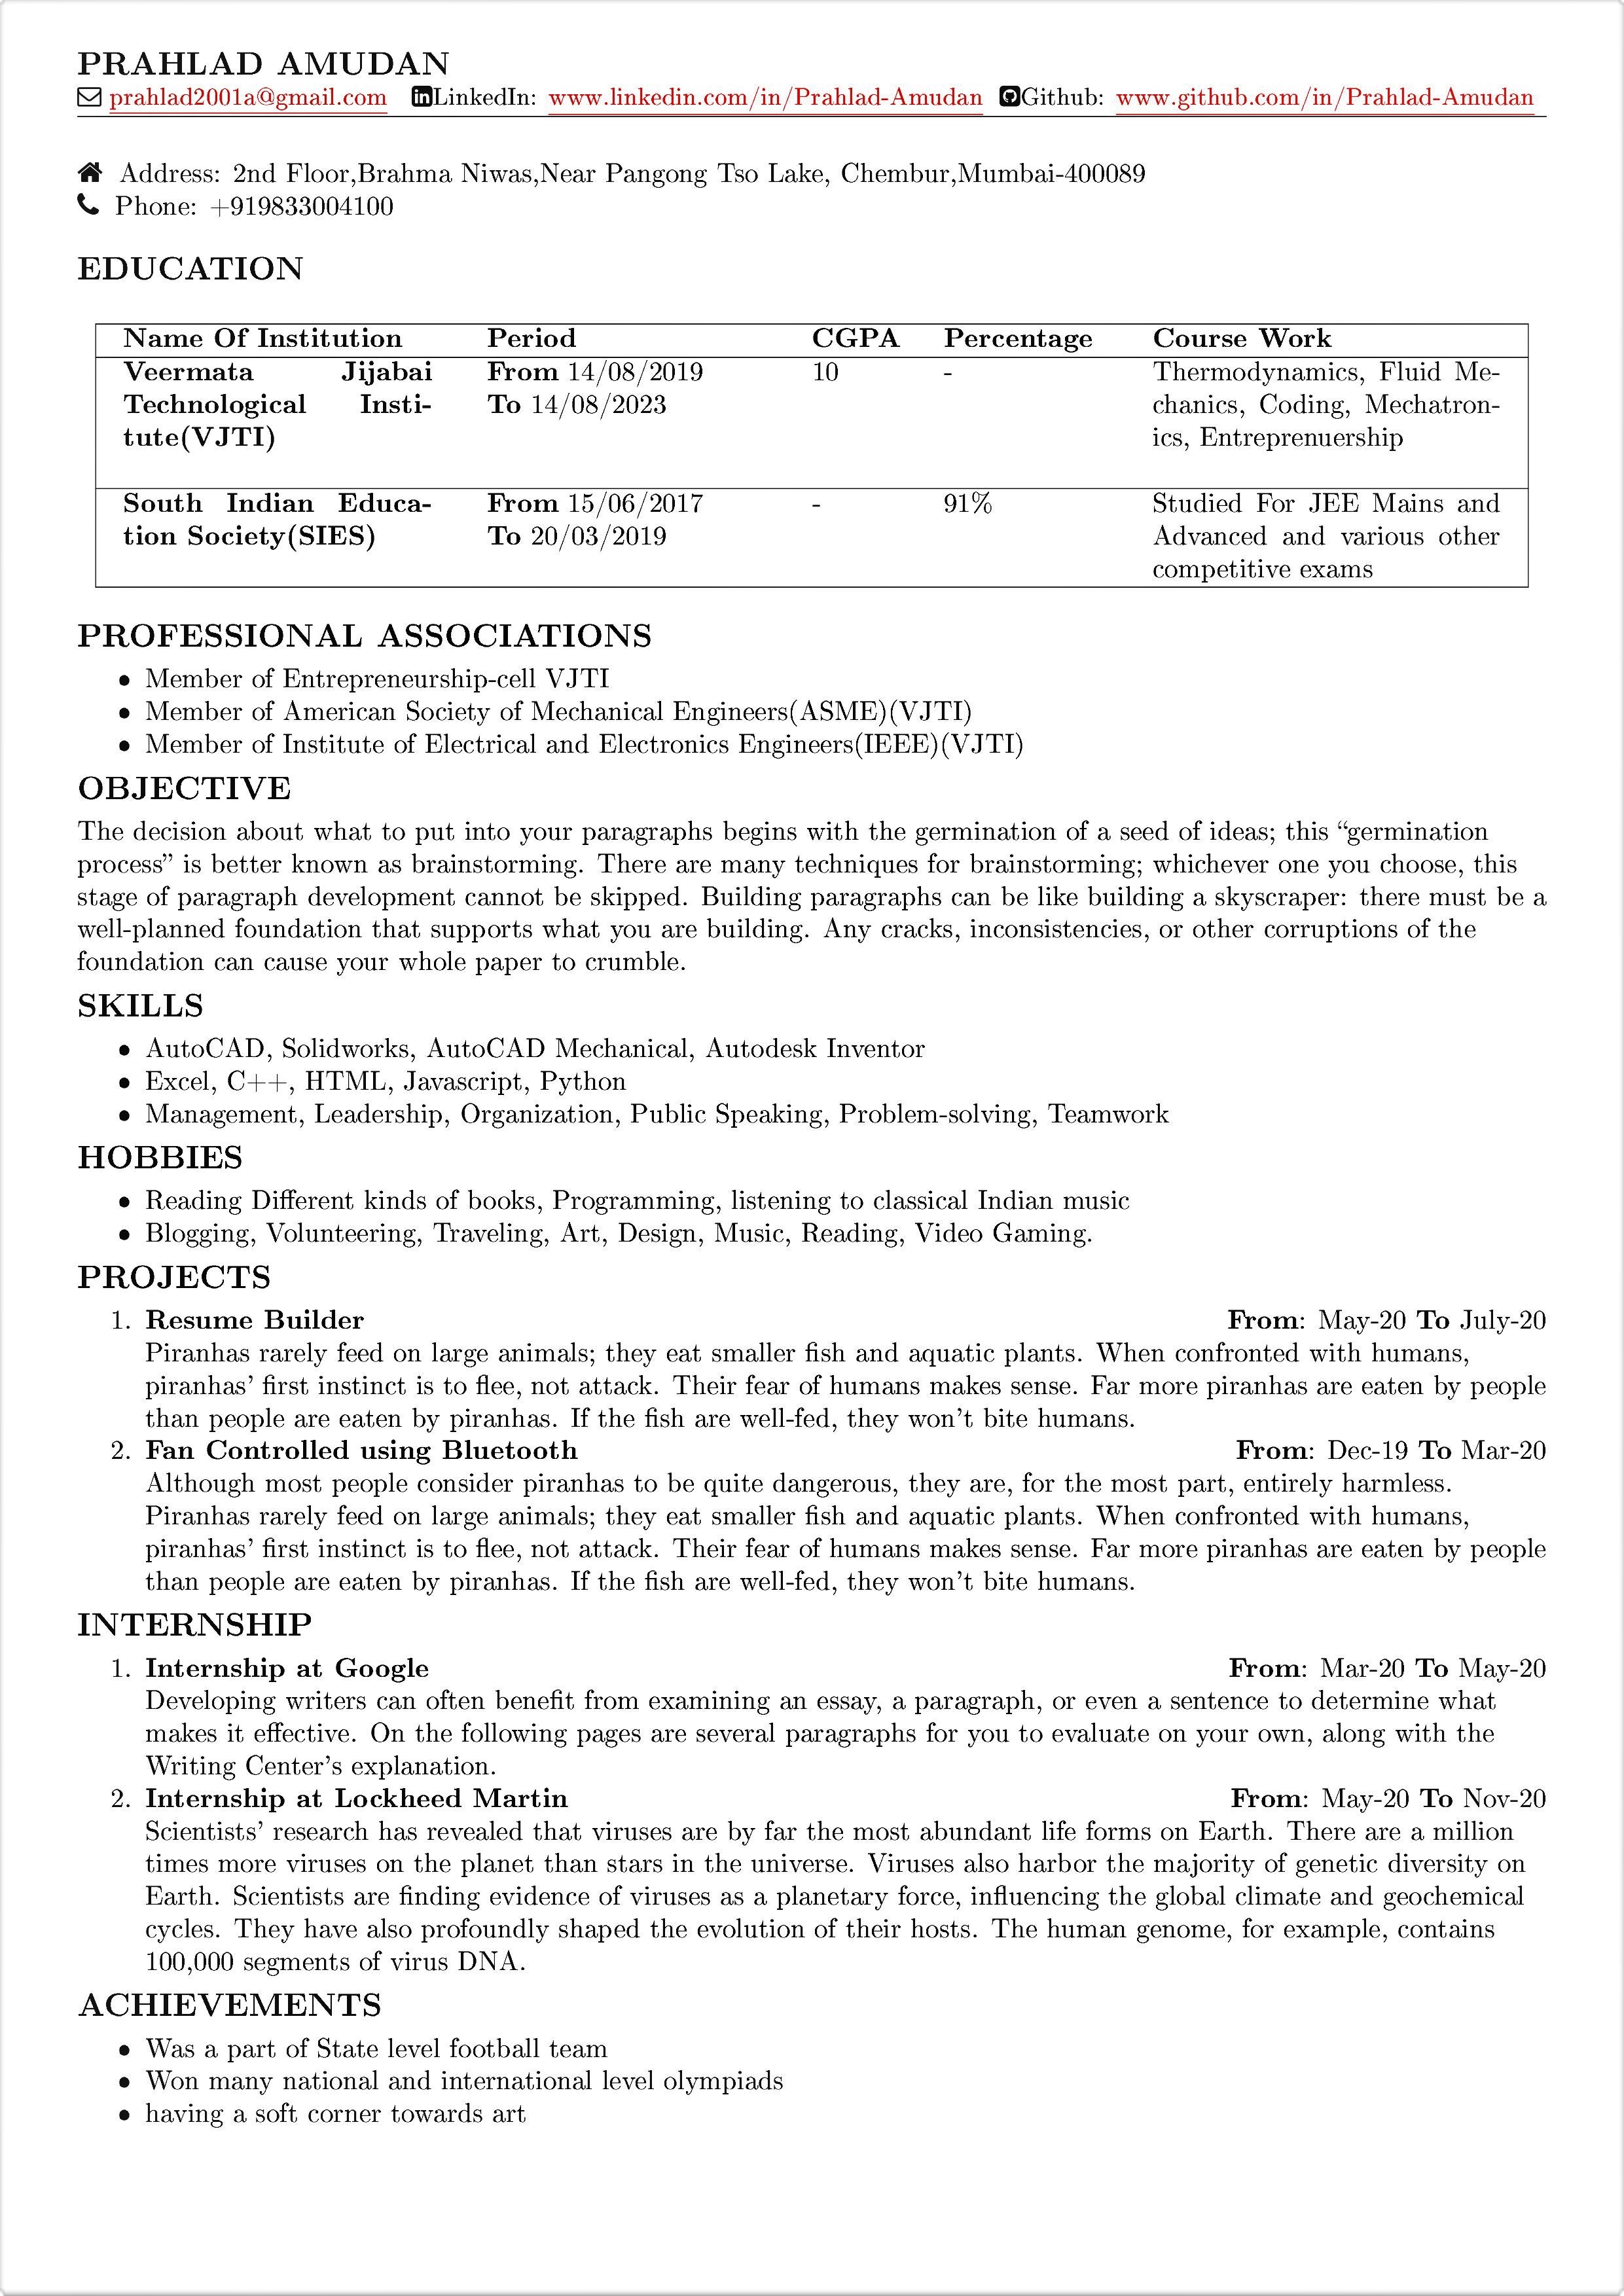 PRAHLAD AMUDAN
prahlad2001a@gmail.com LinkedIn: www.linkedin.com/in/Prahlad-Amudan Github: www.github.com/in/Prahlad-Amudan
Address: 2nd Floor,Brahma Niwas,Near Pangong Tso Lake, Chembur,Mumbai-400089
Phone: +919833004100
EDUCATION
Name Of Institution Period CGPA Percentage Course Work
Veermata Jijabai From 14/08/2019 10 - Thermodynamics, Fluid Me-
Technological Insti- To 14/08/2023 chanics, Coding, Mechatron-
tute(VJTI) ics, Entreprenuership
South Indian Educa- From 15/06/2017 - 91% Studied For JEE Mains and
tion Society(SIES) To 20/03/2019 Advanced and various other
competitive exams
PROFESSIONAL ASSOCIATIONS
• Member of Entrepreneurship-cell VJTI
• Member of American Society of Mechanical Engineers(ASME)(VJTI)
• Member of Institute of Electrical and Electronics Engineers(IEEE)(VJTI)
OBJECTIVE
The decision about what to put into your paragraphs begins with the germination of a seed of ideas; this “germination
process” is better known as brainstorming. There are many techniques for brainstorming; whichever one you choose, this
stage of paragraph development cannot be skipped. Building paragraphs can be like building a skyscraper: there must be a
well-planned foundation that supports what you are building. Any cracks, inconsistencies, or other corruptions of the
foundation can cause your whole paper to crumble.
SKILLS
• AutoCAD, Solidworks, AutoCAD Mechanical, Autodesk Inventor
• Excel, C++, HTML, Javascript, Python
• Management, Leadership, Organization, Public Speaking, Problem-solving, Teamwork
HOBBIES
• Reading Different kinds of books, Programming, listening to classical Indian music
• Blogging, Volunteering, Traveling, Art, Design, Music, Reading, Video Gaming.
PROJECTS
1. Resume Builder From: May-20 To July-20
Piranhas rarely feed on large animals; they eat smaller fish and aquatic plants. When confronted with humans,
piranhas’ first instinct is to flee, not attack. Their fear of humans makes sense. Far more piranhas are eaten by people
than people are eaten by piranhas. If the fish are well-fed, they won’t bite humans.
2. Fan Controlled using Bluetooth From: Dec-19 To Mar-20
Although most people consider piranhas to be quite dangerous, they are, for the most part, entirely harmless.
Piranhas rarely feed on large animals; they eat smaller fish and aquatic plants. When confronted with humans,
piranhas’ first instinct is to flee, not attack. Their fear of humans makes sense. Far more piranhas are eaten by people
than people are eaten by piranhas. If the fish are well-fed, they won’t bite humans.
INTERNSHIP
1. Internship at Google From: Mar-20 To May-20
Developing writers can often benefit from examining an essay, a paragraph, or even a sentence to determine what
makes it effective. On the following pages are several paragraphs for you to evaluate on your own, along with the
Writing Center’s explanation.
2. Internship at Lockheed Martin From: May-20 To Nov-20
Scientists’ research has revealed that viruses are by far the most abundant life forms on Earth. There are a million
times more viruses on the planet than stars in the universe. Viruses also harbor the majority of genetic diversity on
Earth. Scientists are finding evidence of viruses as a planetary force, influencing the global climate and geochemical
cycles. They have also profoundly shaped the evolution of their hosts. The human genome, for example, contains
100,000 segments of virus DNA.
ACHIEVEMENTS
• Was a part of State level football team
• Won many national and international level olympiads
• having a soft corner towards art